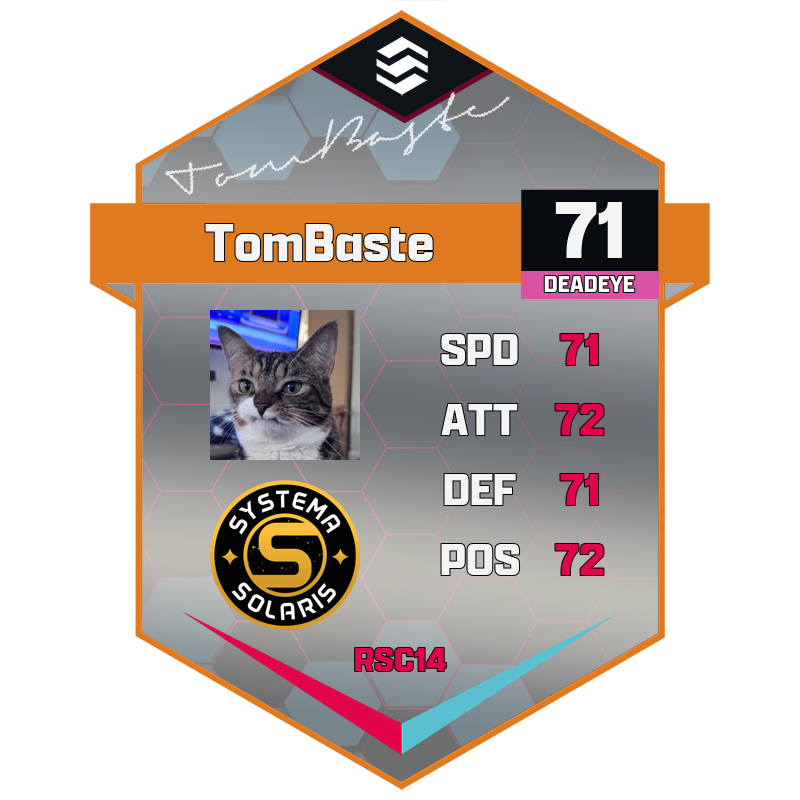 TomBaste
TomBaste
71
DEADEYE
SPD 71
ATT 72
DEF 71
POS 72
SYSTEMA
S
SOLARIS
RSC14